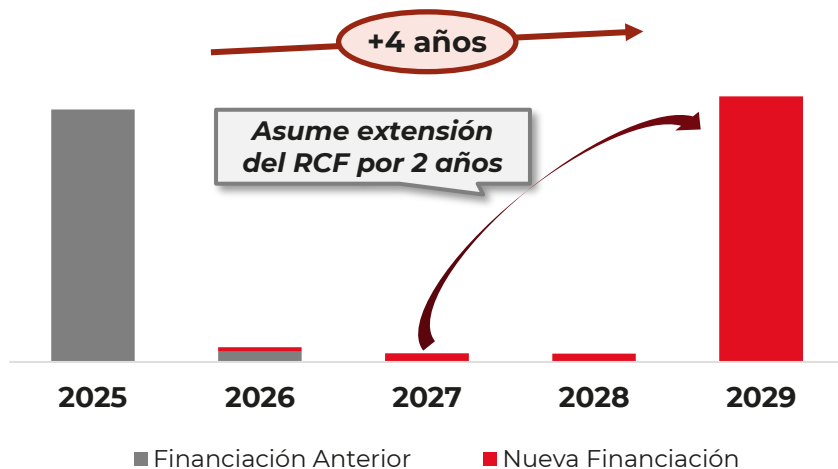 +4 años
Asume extensión
del RCF por 2 años
2025 2026 2027 2028 2029
Financiación Anterior Nueva Financiación